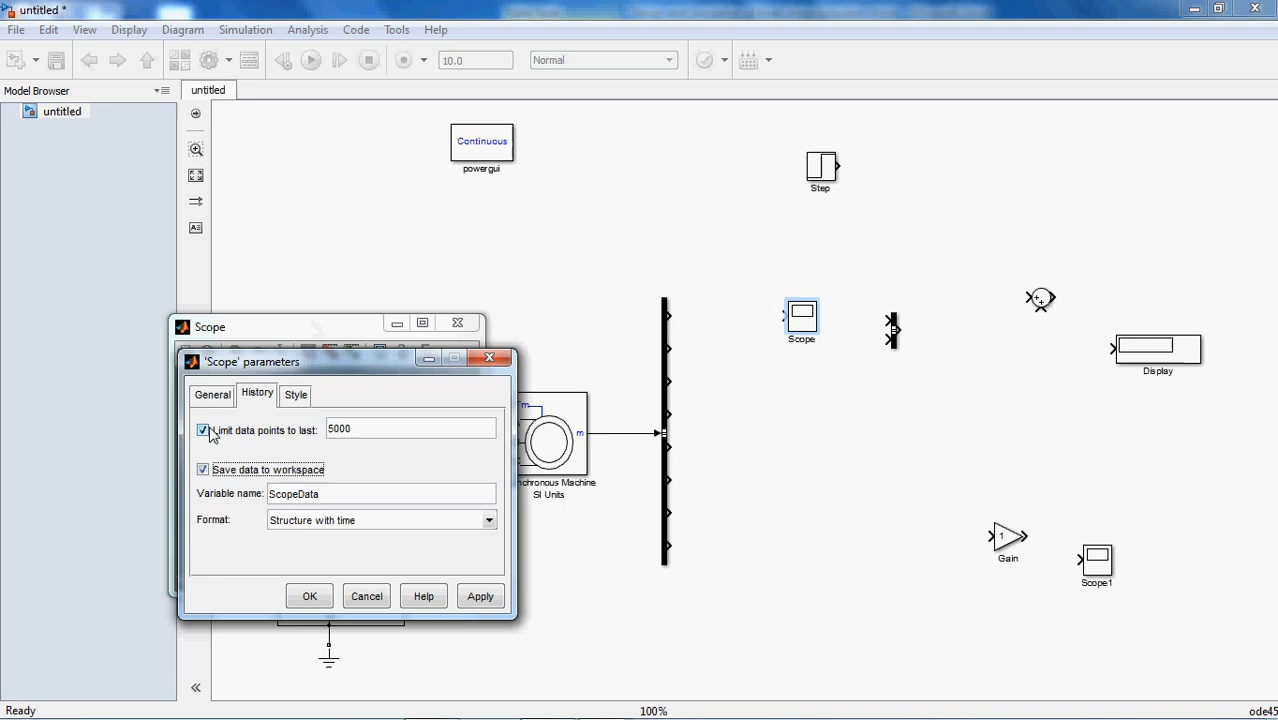 untitled *
File Edit View Display Diagram Simulation Analysis Code Tools Help
10.0 Normal
Model Browser
untitled
untitled
Continuous
powergui
Step
Scope
Display
Scope
'Scope' parameters
General History Style
Limit data points to last: 5000
Save data to workspace
Variable name: ScopeData
Format: Structure with time
OK Cancel Help Apply
Tm
m
nchronous Machine
SI Units
1
Gain
Scope1
Ready 100% ode45